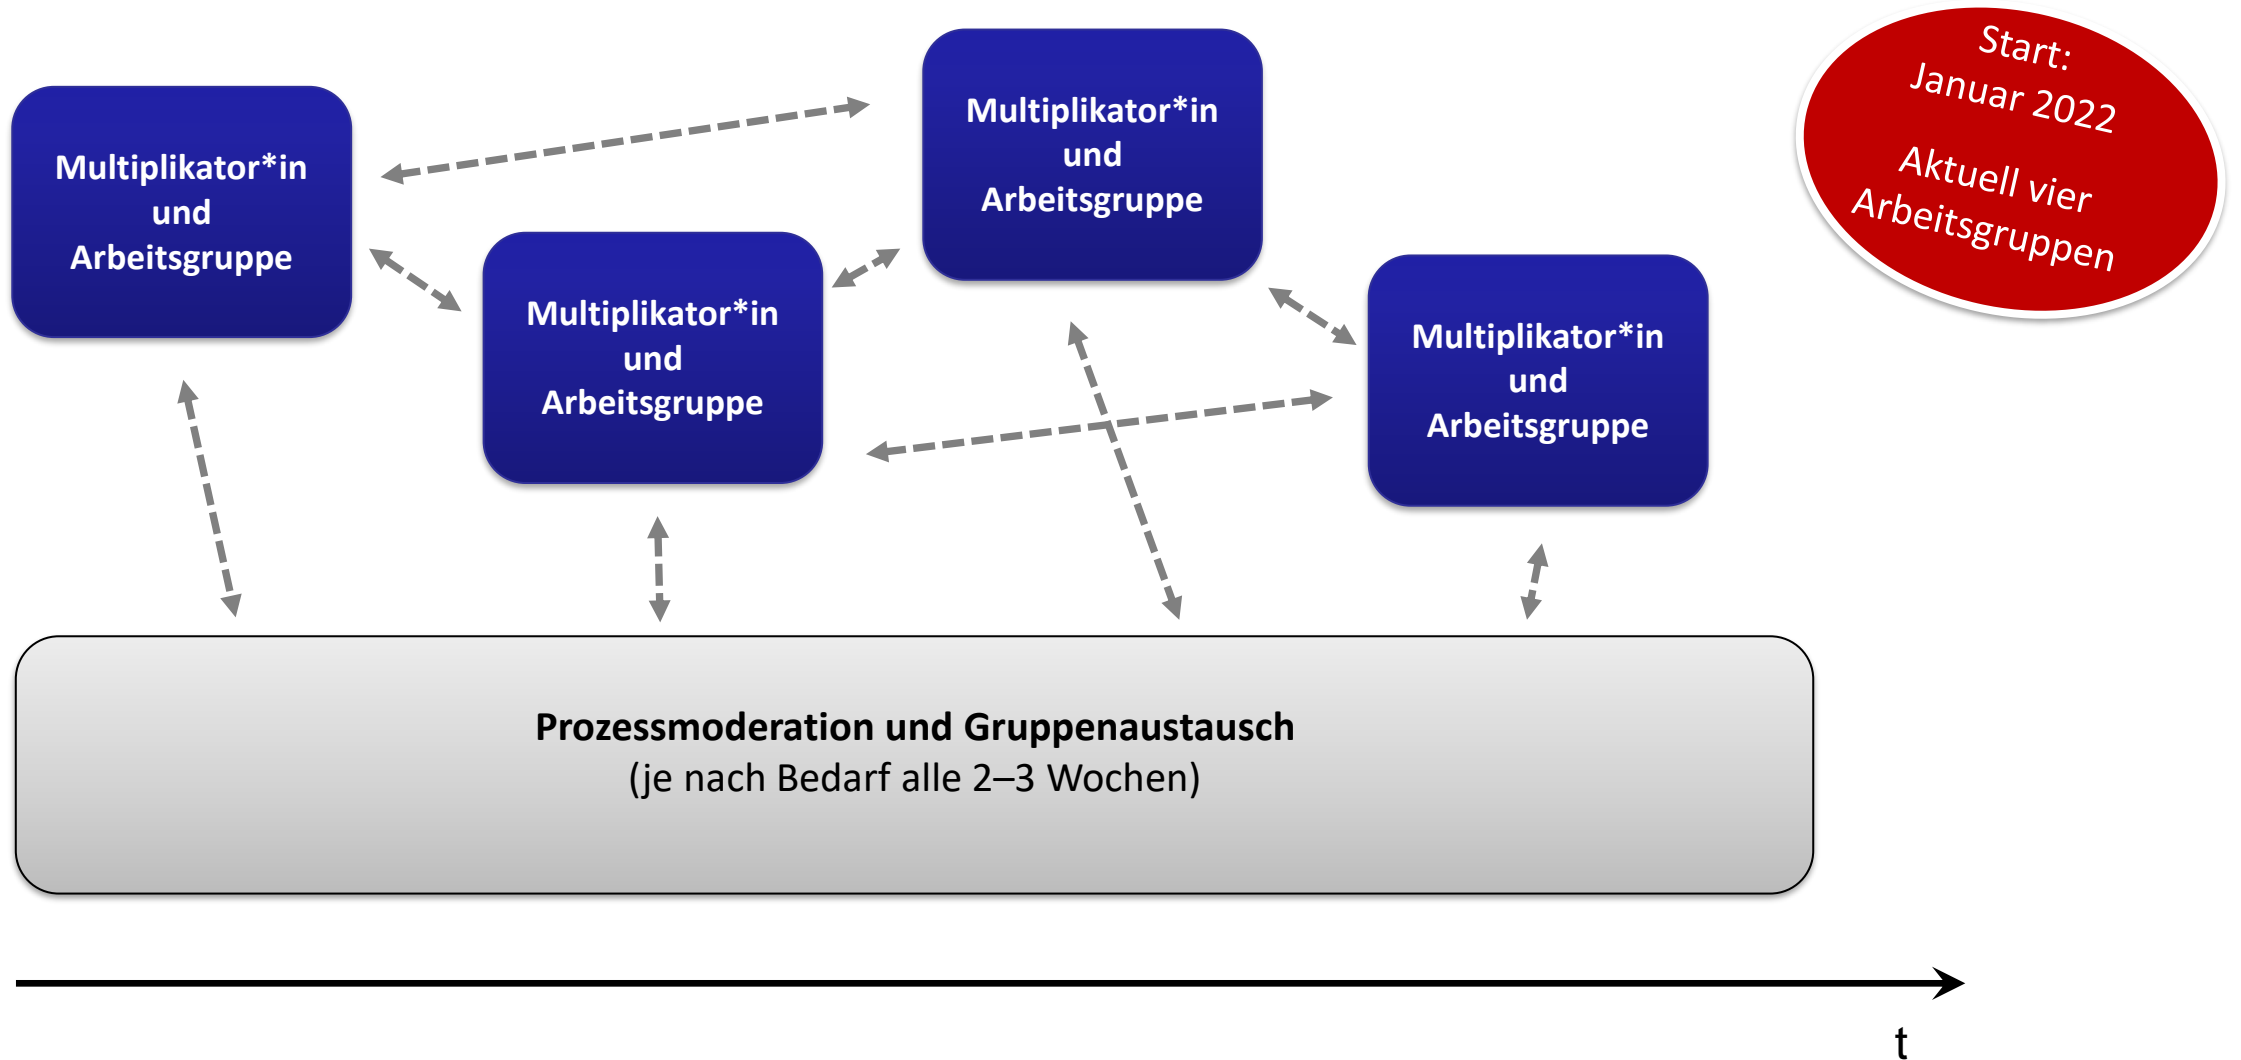 Multiplikator*in
und
Arbeitsgruppe
Multiplikator*in
und
Arbeitsgruppe
Multiplikator*in
und
Arbeitsgruppe
Multiplikator*in
und
Arbeitsgruppe
Start:
Januar 2022
Aktuell vier
Arbeitsgruppen
Prozessmoderation und Gruppenaustausch
(je nach Bedarf alle 2–3 Wochen)
t